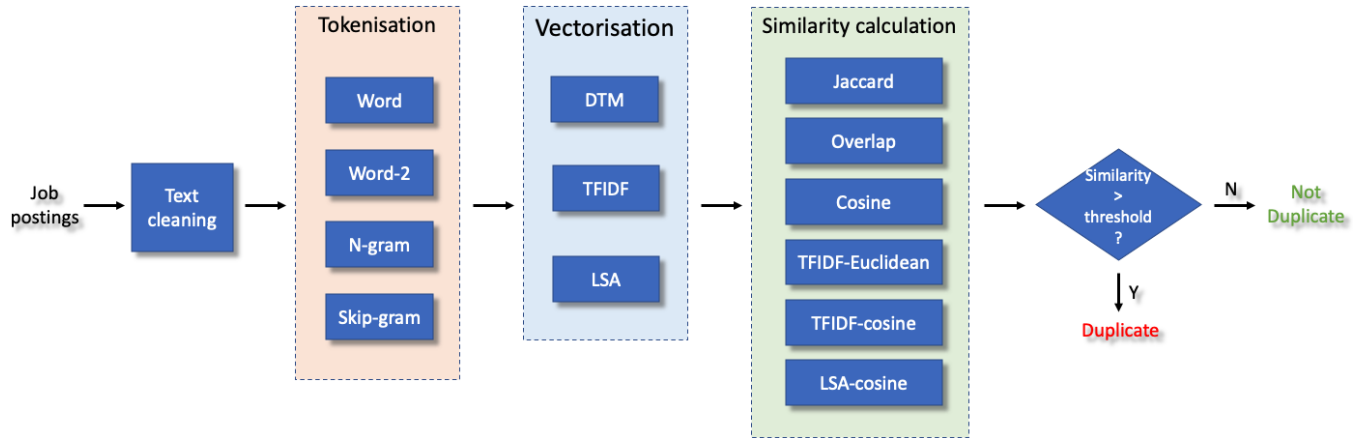 Job
postings
Text
cleaning
Tokenisation
Word
Word-2
N-gram
Skip-gram
Vectorisation
DTM
TFIDF
LSA
Similarity calculation
Jaccard
Overlap
Cosine
TFIDF-Euclidean
TFIDF-cosine
LSA-cosine
Similarity
>
threshold
?
N
Not
Duplicate
Y
Duplicate